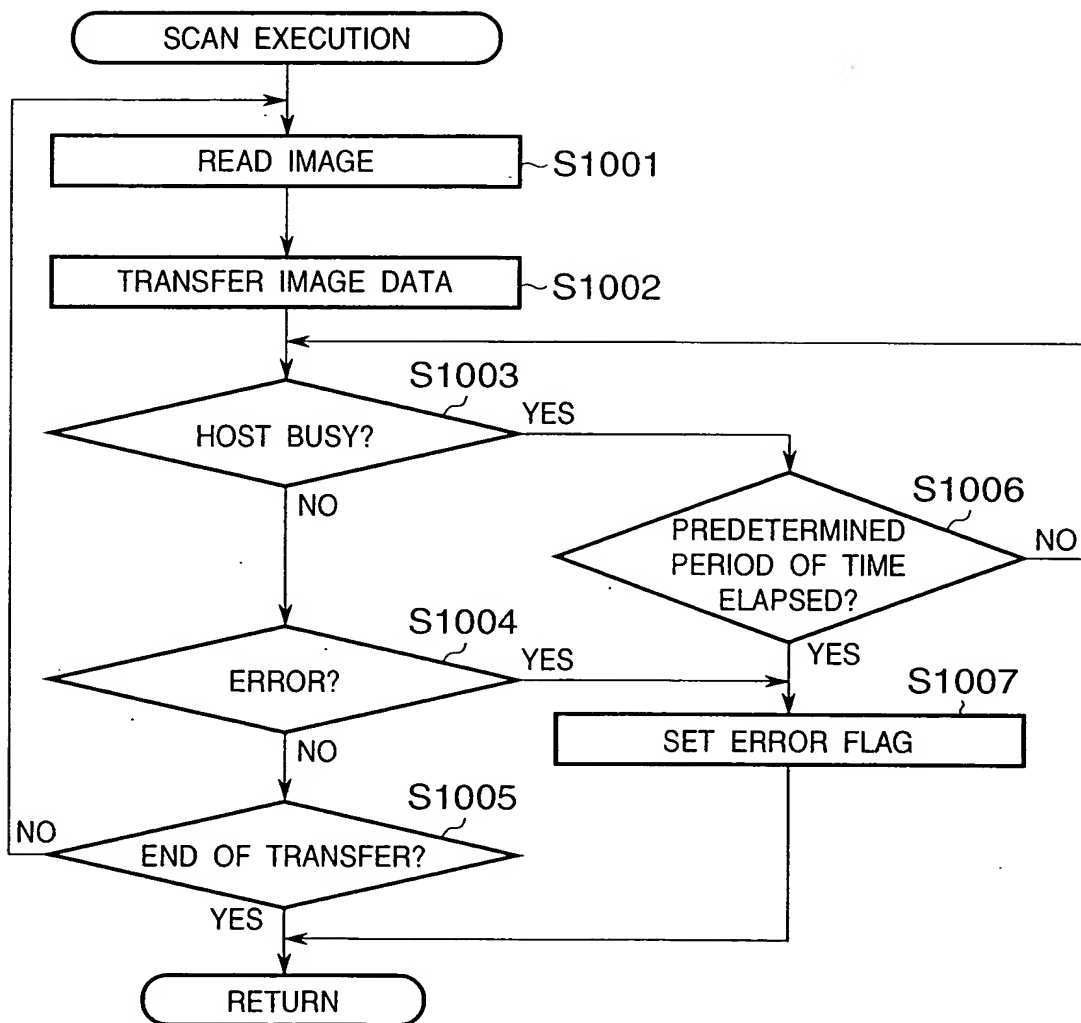 SCAN EXECUTION
READ IMAGE
S1001
TRANSFER IMAGE DATA
S1002
S1003
HOST BUSY?
YES
NO
S1006
PREDETERMINED
PERIOD OF TIME
ELAPSED?
NO
YES
S1004
ERROR?
YES
NO
S1007
SET ERROR FLAG
S1005
END OF TRANSFER?
NO
YES
RETURN